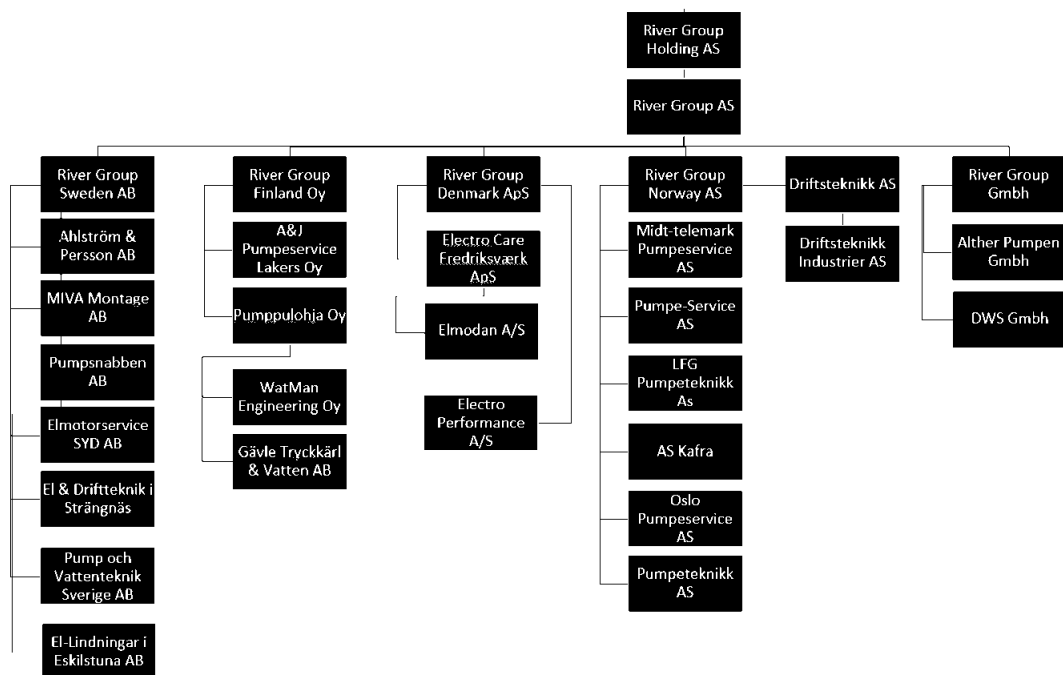 River Group
Holding AS
River Group AS
River Group
Sweden AB
Ahlström &
Persson AB
MIVA Montage
AB
Pumpsnabben
AB
Elmotorservice
SYD AB
El & Driftteknik i
Strängnäs
Pump och
Vattenteknik
Sverige AB
El-Lindningar i
Eskilstuna AB
River Group
Finland Oy
A&J
Pumpeservice
Lakers Oy
Pumppulohja Oy
WatMan
Engineering Oy
Gävle Tryckkärl
& Vatten AB
River Group
Denmark ApS
Electro Care
Fredriksværk
ApS
Elmodan A/S
Electro
Performance
A/S
River Group
Norway AS
Midt-telemark
Pumpeservice
AS
Pumpe-Service
AS
LFG
Pumpeteknikk
As
AS Kafra
Oslo
Pumpeservice
AS
Pumpeteknikk
AS
Driftsteknikk AS
Driftsteknikk
Industrier AS
River Group
Gmbh
Alther Pumpen
Gmbh
DWS Gmbh